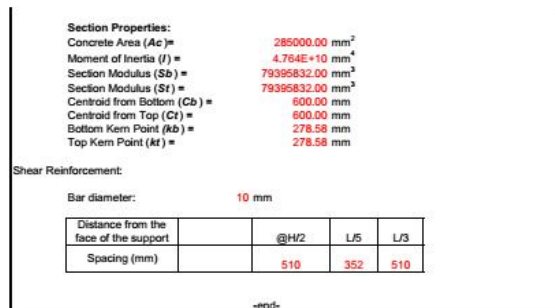 Section Properties:
Concrete Area (Ac)= 285000.00 mm²
Moment of Inertia (I) = 4.764E+10 mm⁴
Section Modulus (Sb) = 79395832.00 mm³
Section Modulus (St) = 79395832.00 mm³
Centroid from Bottom (Cb) = 600.00 mm
Centroid from Top (Ct) = 600.00 mm
Bottom Kern Point (kb) = 278.58 mm
Top Kern Point (kt) = 278.58 mm
Shear Reinforcement:
Bar diameter: 10 mm
Distance from the
face of the support @H/2 L/5 L/3
Spacing (mm) 510 352 510
-end-